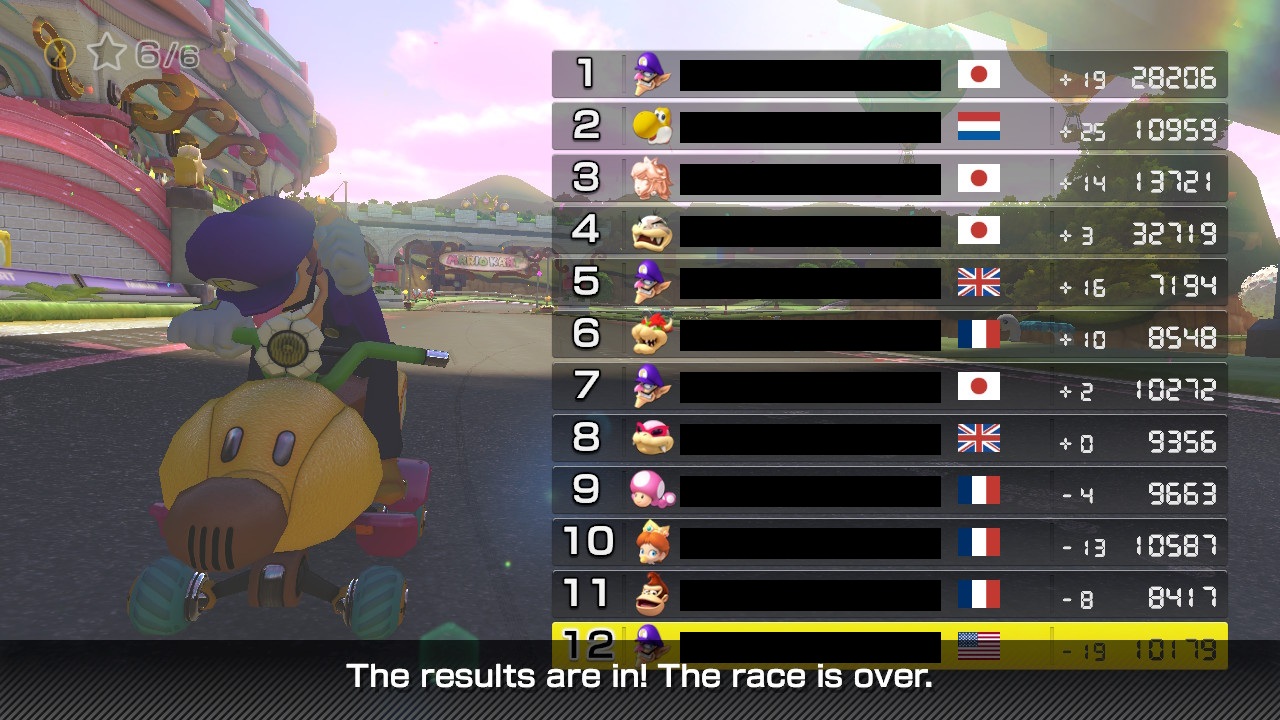 6/6
1 +19 28206
2 +25 10959
3 +14 13721
4 +3 32719
5 +16 7194
6 +10 8548
7 +2 10272
8 +0 9356
9 -4 9663
10 -13 10587
11 -8 8417
12 -19 10179
MARIO KART
The results are in! The race is over.